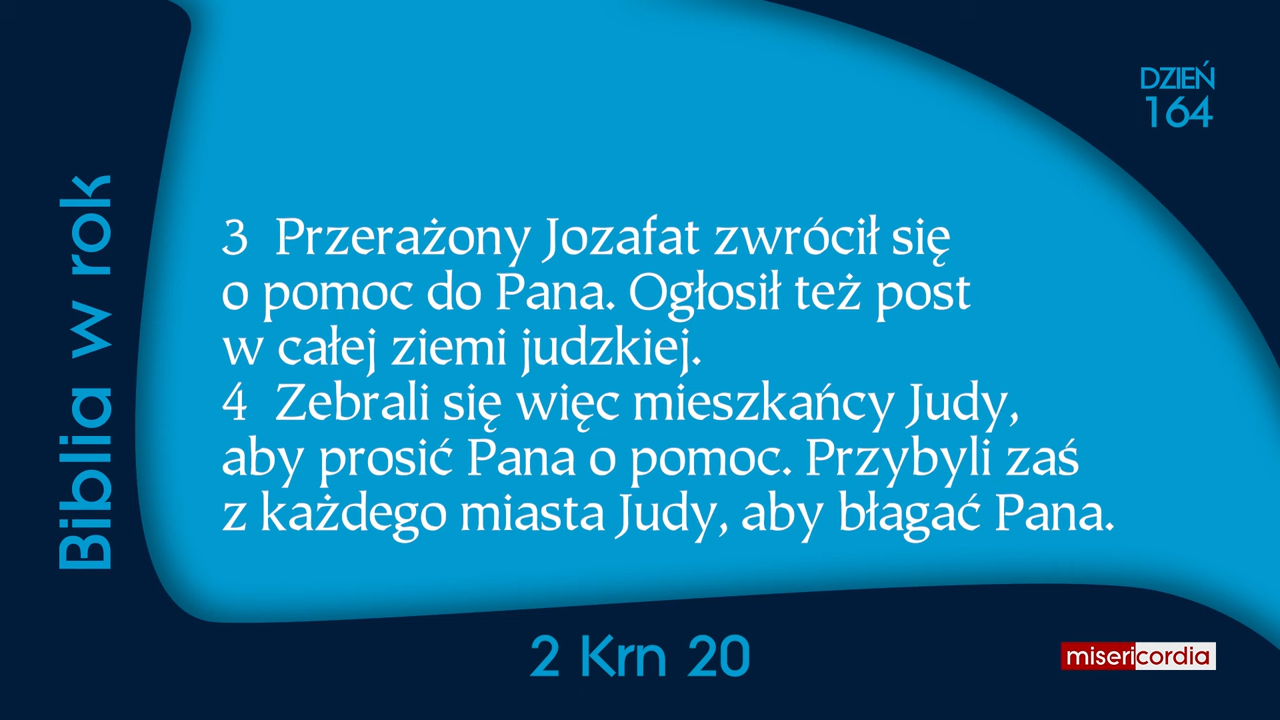 DZIEŃ
164
Biblia w rok
3 Przerażony Jozafat zwrócił się
o pomoc do Pana. Ogłosił też post
w całej ziemi judzkiej.
4 Zebrali się więc mieszkańcy Judy,
aby prosić Pana o pomoc. Przybyli zaś
z każdego miasta Judy, aby błagać Pana.
2 Krn 20
misericordia